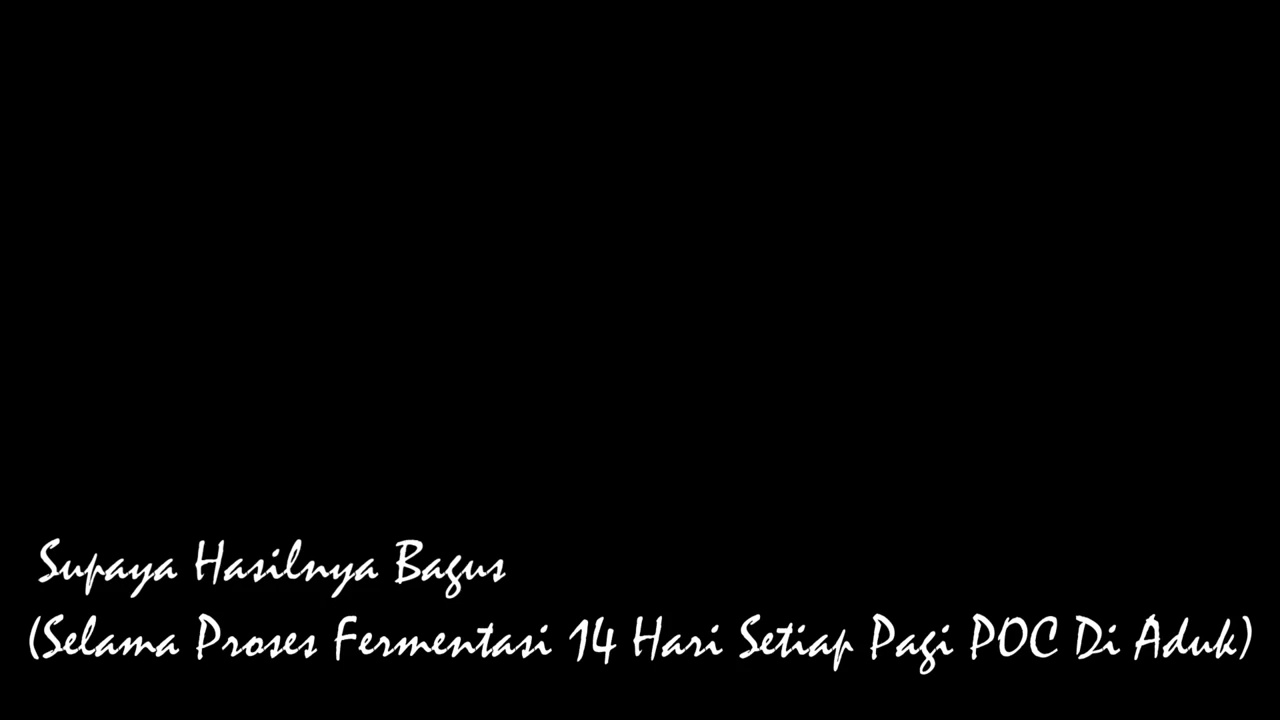 Supaya Hasilnya Bagus
(Selama Proses Fermentasi 14 Hari Setiap Pagi POC Di Aduk)